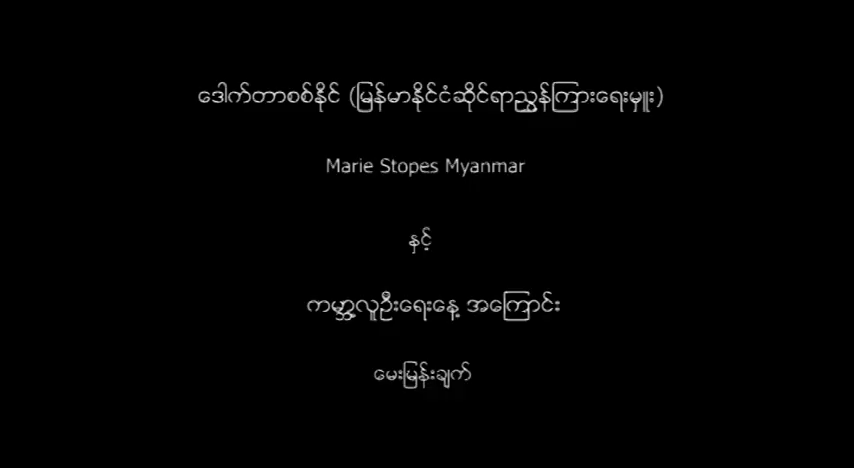 ဒေါက်တာစစ်နိုင် (မြန်မာနိုင်ငံဆိုင်ရာညွှန်ကြားရေးမှူး)
Marie Stopes Myanmar
နှင့်
ကမ္ဘာ့လူဦးရေနေ့ အကြောင်း
မေးမြန်းချက်